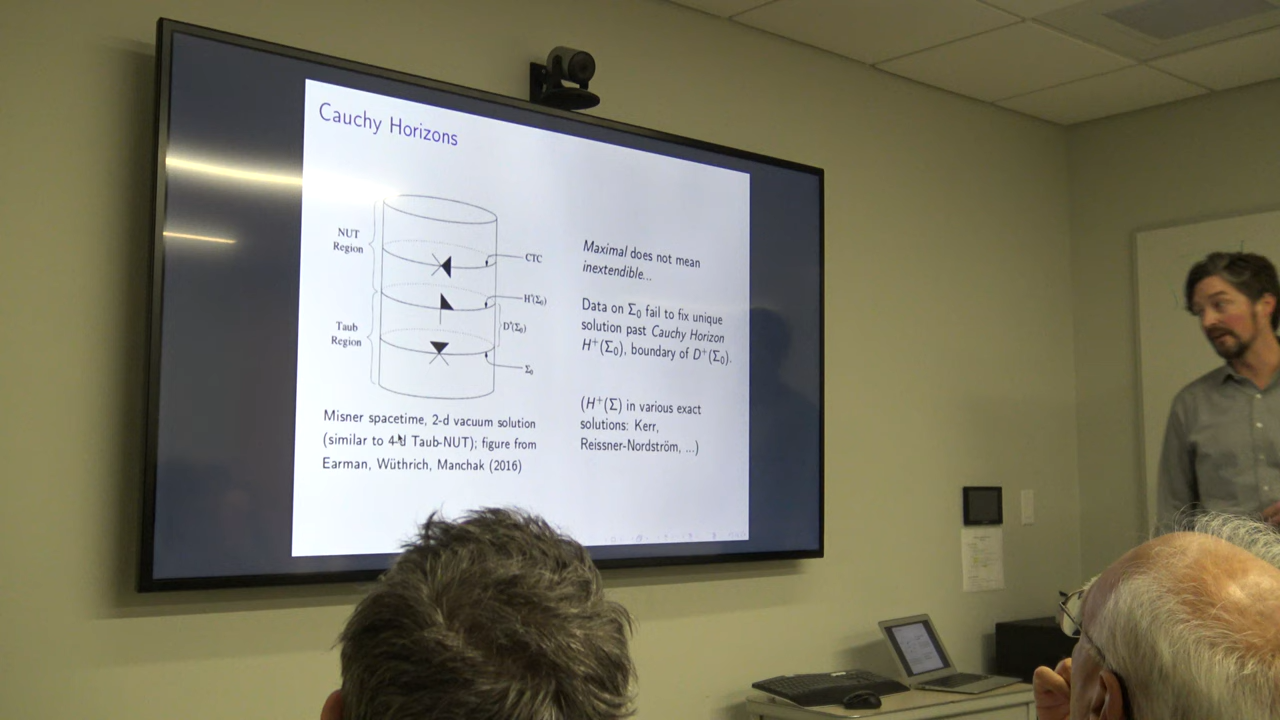 Cauchy Horizons
NUT
Region
CTC
H⁺(Σ₀)
D⁺(Σ₀)
Taub
Region
Σ₀
Misner spacetime, 2-d vacuum solution
(similar to 4-d Taub-NUT); figure from
Earman, Wüthrich, Manchak (2016)
Maximal does not mean
inextendible...
Data on Σ₀ fail to fix unique
solution past Cauchy Horizon
H⁺(Σ₀), boundary of D⁺(Σ₀).
(H⁺(Σ) in various exact
solutions: Kerr,
Reissner-Nordström, ...)